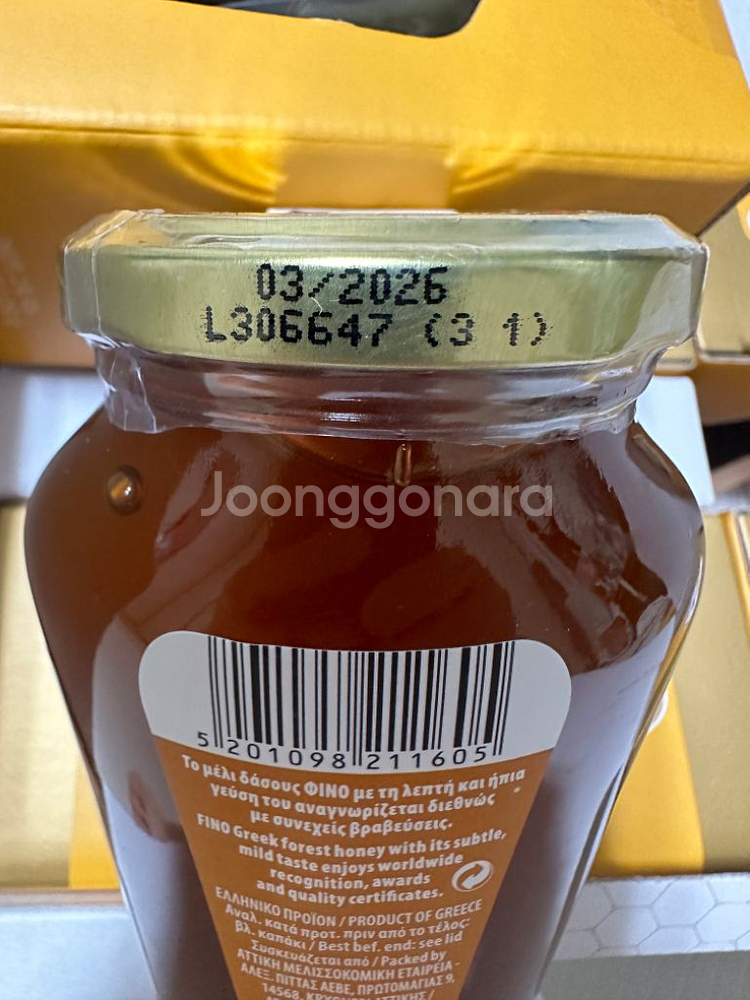 03/2026
L306647 (3 1)
Joonggonara
5 201098 211605
Το μέλι δάσους ΦΙΝΟ με τη λεπτή και ήπια
γεύση του αναγνωρίζεται διεθνώς
με συνεχείς βραβεύσεις.
FINO Greek forest honey with its subtle,
mild taste enjoys worldwide
recognition, awards
and quality certificates.
ΕΛΛΗΝΙΚΟ ΠΡΟΪΟΝ / PRODUCT OF GREECE
Αναλ. κατά προτ. πριν από το τέλος:
βλ. καπάκι / Best bef. end: see lid
Συσκευάζεται από / Packed by
ΑΤΤΙΚΗ ΜΕΛΙΣΣΟΚΟΜΙΚΗ ΕΤΑΙΡΕΙΑ -
ΑΛΕΞ. ΠΙΤΤΑΣ ΑΕΒΕ, ΠΡΩΤΟΜΑΓΙΑΣ 9,
14568, ΚΡΥΟΝΕΡΙ ΑΤΤΙΚΗΣ /